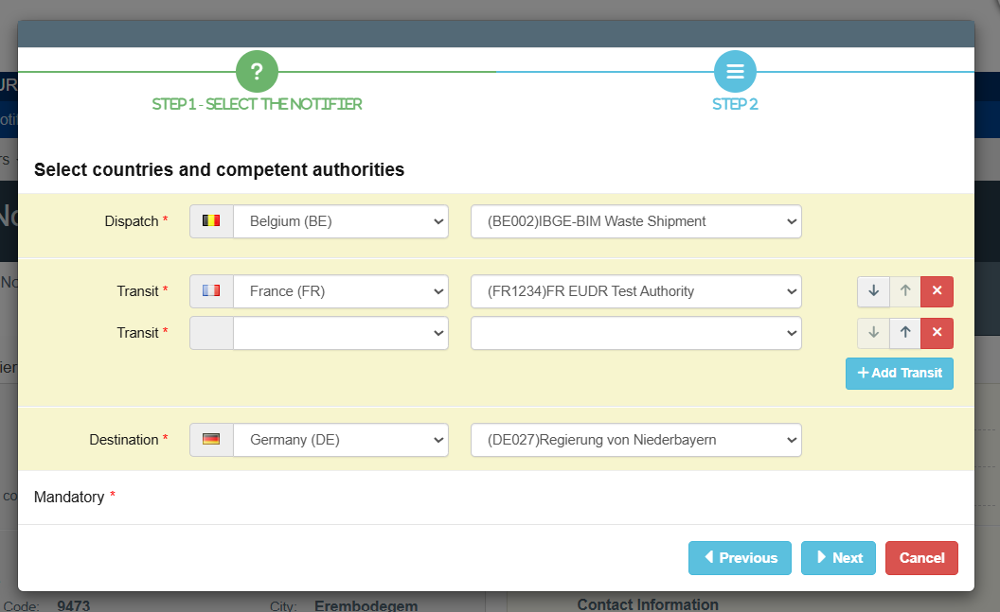 ?
STEP 1 - SELECT THE NOTIFIER
STEP 2
Select countries and competent authorities
Dispatch *
Belgium (BE)
(BE002)IBGE-BIM Waste Shipment
Transit *
France (FR)
(FR1234)FR EUDR Test Authority
Transit *
+ Add Transit
Destination *
Germany (DE)
(DE027)Regierung von Niederbayern
Mandatory *
Previous
Next
Cancel
Code: 9473
City: Erembodegem
Contact Information